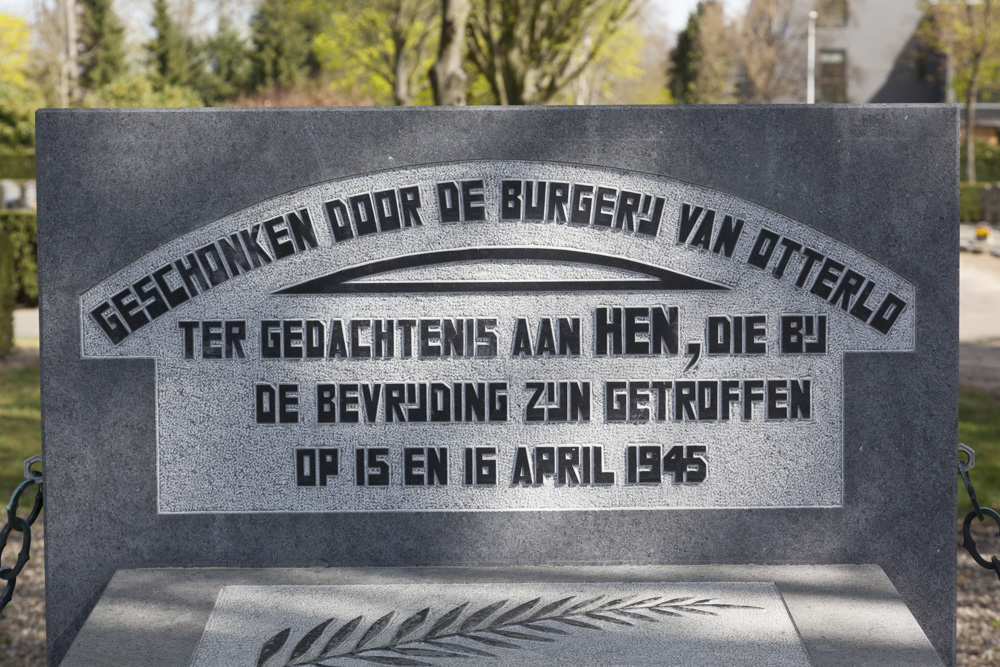 GESCHONKEN DOOR DE BURGERIJ VAN OTTERLO
TER GEDACHTENIS AAN HEN, DIE BIJ
DE BEVRIJDING ZIJN GETROFFEN
OP 15 EN 16 APRIL 1945